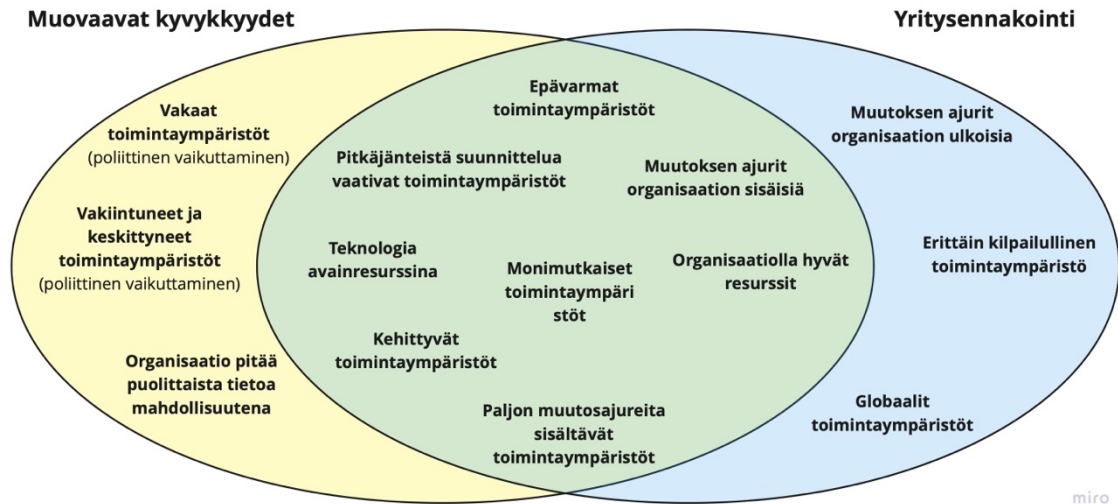 Muovaavat kyvykkyydet
Yritysennakointi
Vakaat
toimintaympäristöt
(poliittinen vaikuttaminen)
Vakiintuneet ja
keskittyneet
toimintaympäristöt
(poliittinen vaikuttaminen)
Organisaatio pitää
puolittaista tietoa
mahdollisuutena
Epävarmat
toimintaympäristöt
Pitkäjänteistä suunnittelua
vaativat toimintaympäristöt
Muutoksen ajurit
organisaation sisäisiä
Teknologia
avainresurssina
Monimutkaiset
toimintaympäri
stöt
Organisaatiolla hyvät
resurssit
Kehittyvät
toimintaympäristöt
Paljon muutosajureita
sisältävät
toimintaympäristöt
Muutoksen ajurit
organisaation ulkoisia
Erittäin kilpailullinen
toimintaympäristö
Globaalit
toimintaympäristöt
miro